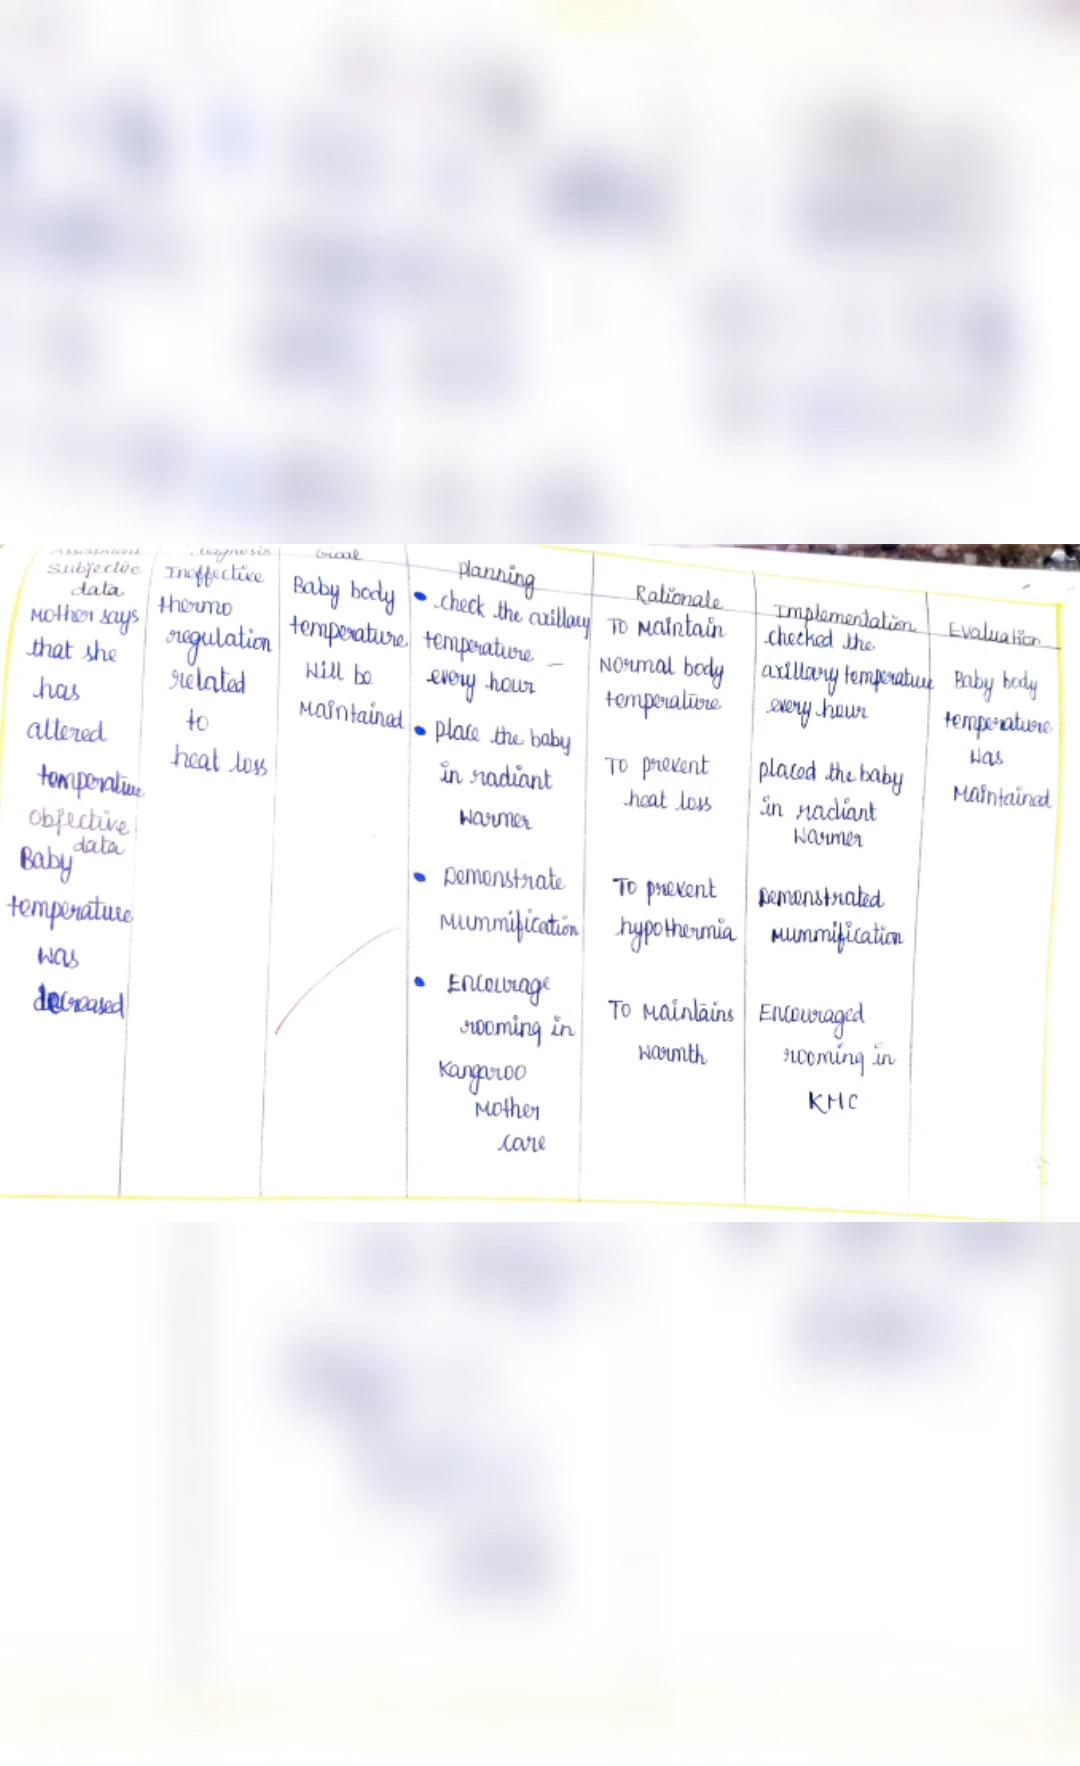 Assessment
Subjective
data
Mother says
that she
has
altered
temperature
objective
data
Baby
temperature
was
decreased
Diagnosis
Ineffective
thermo
regulation
related
to
heat loss
Goal
Baby body
temperature
will be
Maintained
planning
• check the axillary
temperature
every hour
• place the baby
in radiant
warmer
• Demonstrate
Mummification
• Encourage
rooming in
Kangaroo
Mother
care
Rationale
To Maintain
Normal body
temperature
To prevent
heat loss
To prevent
hypothermia
To Maintains
warmth
Implementation
checked the
axillary temperature
every hour
placed the baby
in radiant
warmer
Demonstrated
Mummification
Encouraged
rooming in
KMC
Evaluation
Baby body
temperature
was
Maintained